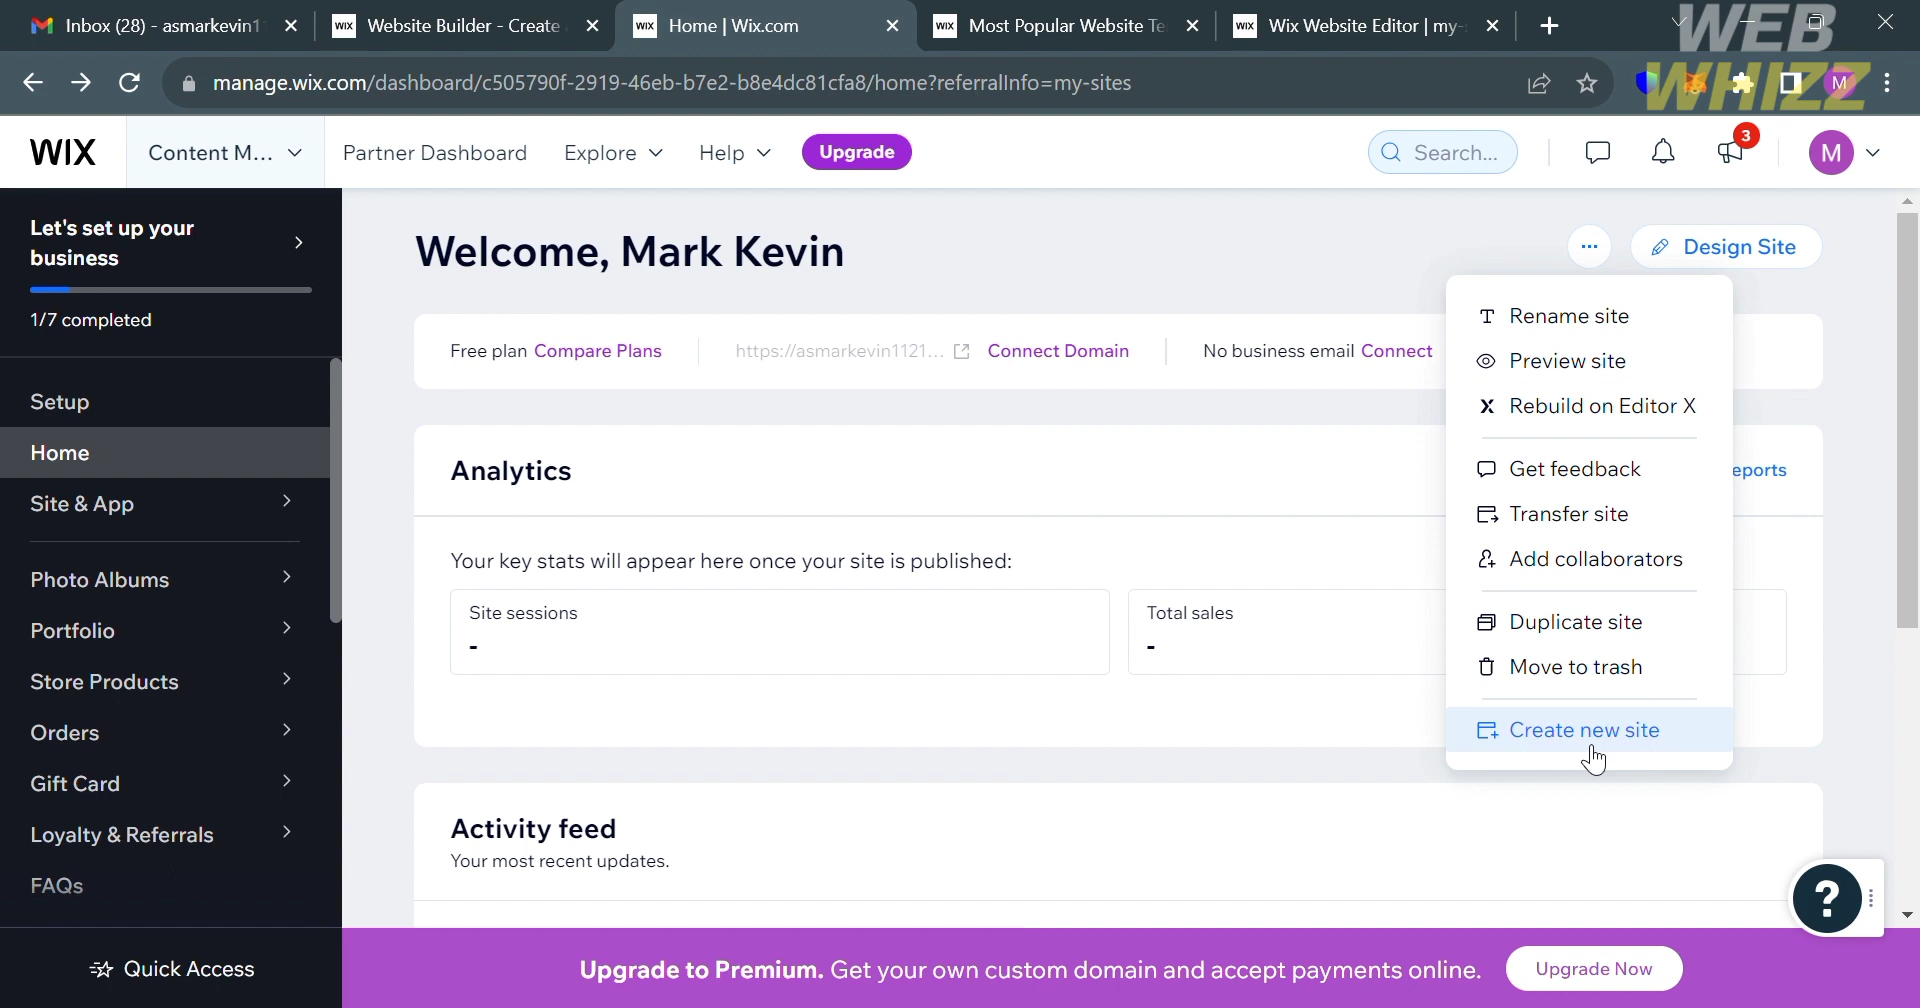 Inbox (28) - asmarkevin1
WIX Website Builder - Create
WIX Home | Wix.com
WIX Most Popular Website Te
WIX Wix Website Editor | my-
WEB
WHIZZ
manage.wix.com/dashboard/c505790f-2919-46eb-b7e2-b8e4dc81cfa8/home?referralInfo=my-sites
M
WIX
Content M...
Partner Dashboard
Explore
Help
Upgrade
Search...
3
M
Let's set up your
business
1/7 completed
Setup
Home
Site & App
Photo Albums
Portfolio
Store Products
Orders
Gift Card
Loyalty & Referrals
FAQs
Quick Access
Welcome, Mark Kevin
... Design Site
Free plan Compare Plans
https://asmarkevin1121... Connect Domain
No business email Connect
Analytics
eports
Your key stats will appear here once your site is published:
Site sessions
-
Total sales
-
Rename site
Preview site
X Rebuild on Editor X
Get feedback
Transfer site
Add collaborators
Duplicate site
Move to trash
Create new site
Activity feed
Your most recent updates.
?
Upgrade to Premium. Get your own custom domain and accept payments online.
Upgrade Now